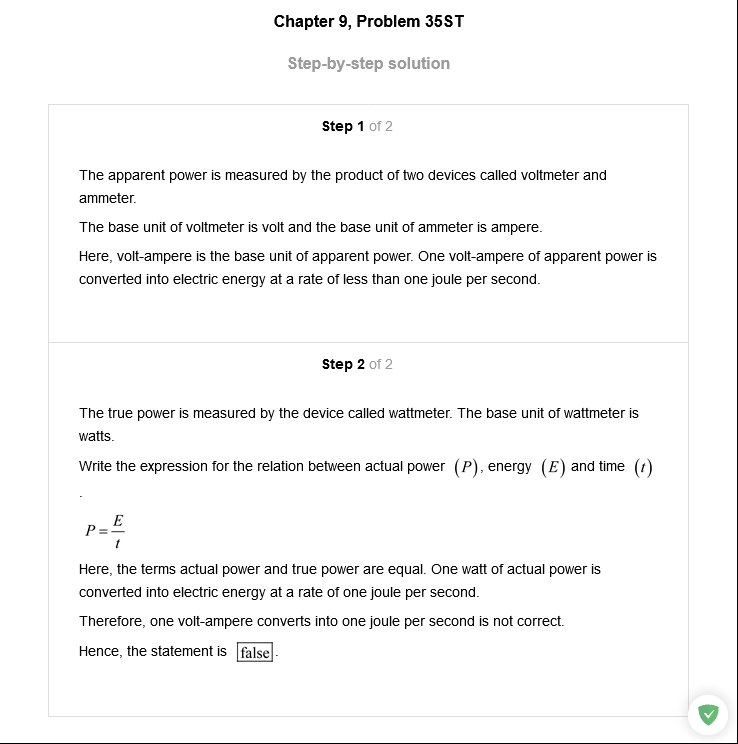 Chapter 9, Problem 35ST
Step-by-step solution
Step 1 of 2
The apparent power is measured by the product of two devices called voltmeter and
ammeter.
The base unit of voltmeter is volt and the base unit of ammeter is ampere.
Here, volt-ampere is the base unit of apparent power. One volt-ampere of apparent power is
converted into electric energy at a rate of less than one joule per second.
Step 2 of 2
The true power is measured by the device called wattmeter. The base unit of wattmeter is
watts.
Write the expression for the relation between actual power (P), energy (E) and time (t)
.
P = E/t
Here, the terms actual power and true power are equal. One watt of actual power is
converted into electric energy at a rate of one joule per second.
Therefore, one volt-ampere converts into one joule per second is not correct.
Hence, the statement is false.